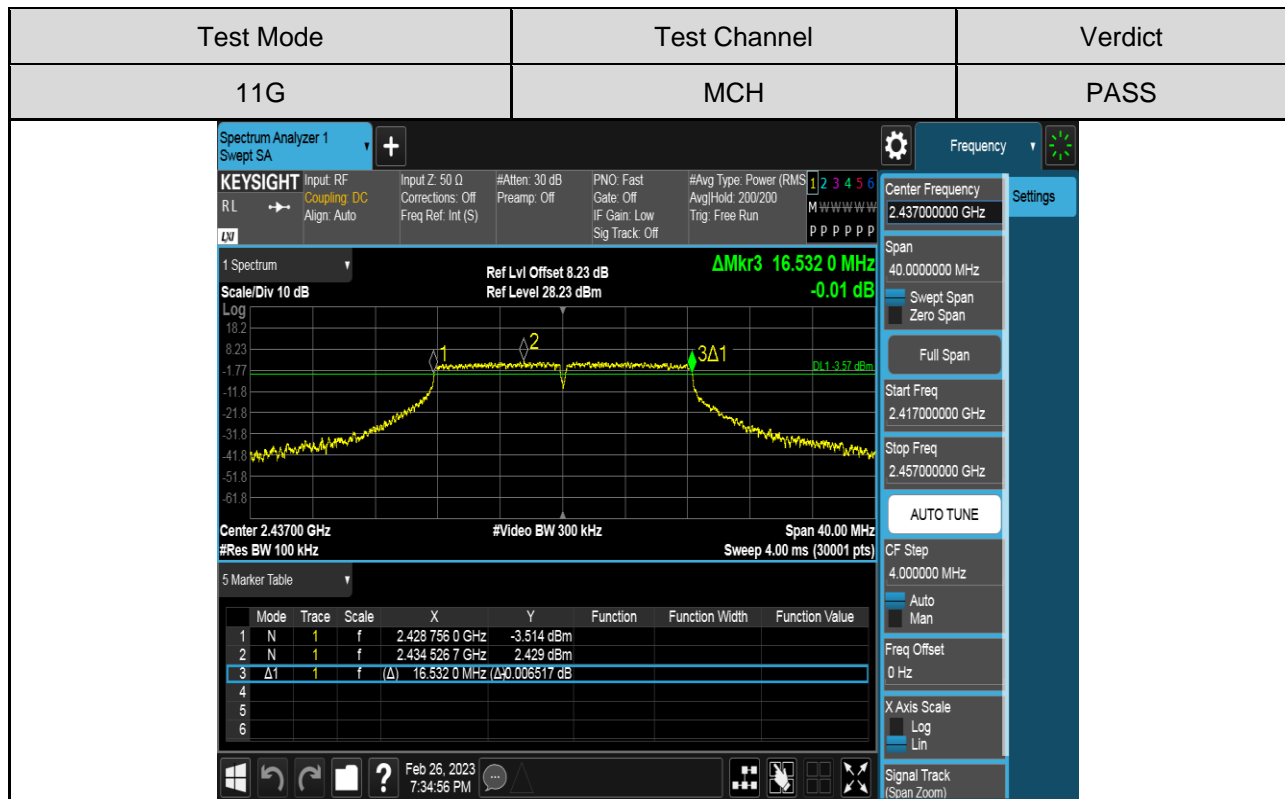 Test Mode Test Channel Verdict
11G MCH PASS
Spectrum Analyzer 1
Swept SA
Frequency
KEYSIGHT Input: RF Input Z: 50 Ω #Atten: 30 dB PNO: Fast #Avg Type: Power (RMS 1 2 3 4 5 6
RL Coupling: DC Corrections: Off Preamp: Off Gate: Off Avg|Hold: 200/200 M W W W W W
Align: Auto Freq Ref: Int (S) IF Gain: Low Trig: Free Run
LXI Sig Track: Off P P P P P P
Center Frequency
2.437000000 GHz
Settings
Span
40.0000000 MHz
Swept Span
Zero Span
Full Span
Start Freq
2.417000000 GHz
Stop Freq
2.457000000 GHz
AUTO TUNE
CF Step
4.000000 MHz
Auto
Man
Freq Offset
0 Hz
X Axis Scale
Log
Lin
Signal Track
(Span Zoom)
1 Spectrum Ref Lvl Offset 8.23 dB ΔMkr3 16.532 0 MHz
Scale/Div 10 dB Ref Level 28.23 dBm -0.01 dB
Log
18.2
8.23
-1.77
-11.8
-21.8
-31.8
-41.8
-51.8
-61.8
1
2
3Δ1
DL1 -3.57 dBm
Center 2.43700 GHz #Video BW 300 kHz Span 40.00 MHz
#Res BW 100 kHz Sweep 4.00 ms (30001 pts)
5 Marker Table
Mode Trace Scale X Y Function Function Width Function Value
1 N 1 f 2.428 756 0 GHz -3.514 dBm
2 N 1 f 2.434 526 7 GHz 2.429 dBm
3 Δ1 1 f (Δ) 16.532 0 MHz (Δ) -0.006517 dB
4
5
6
?
Feb 26, 2023
7:34:56 PM